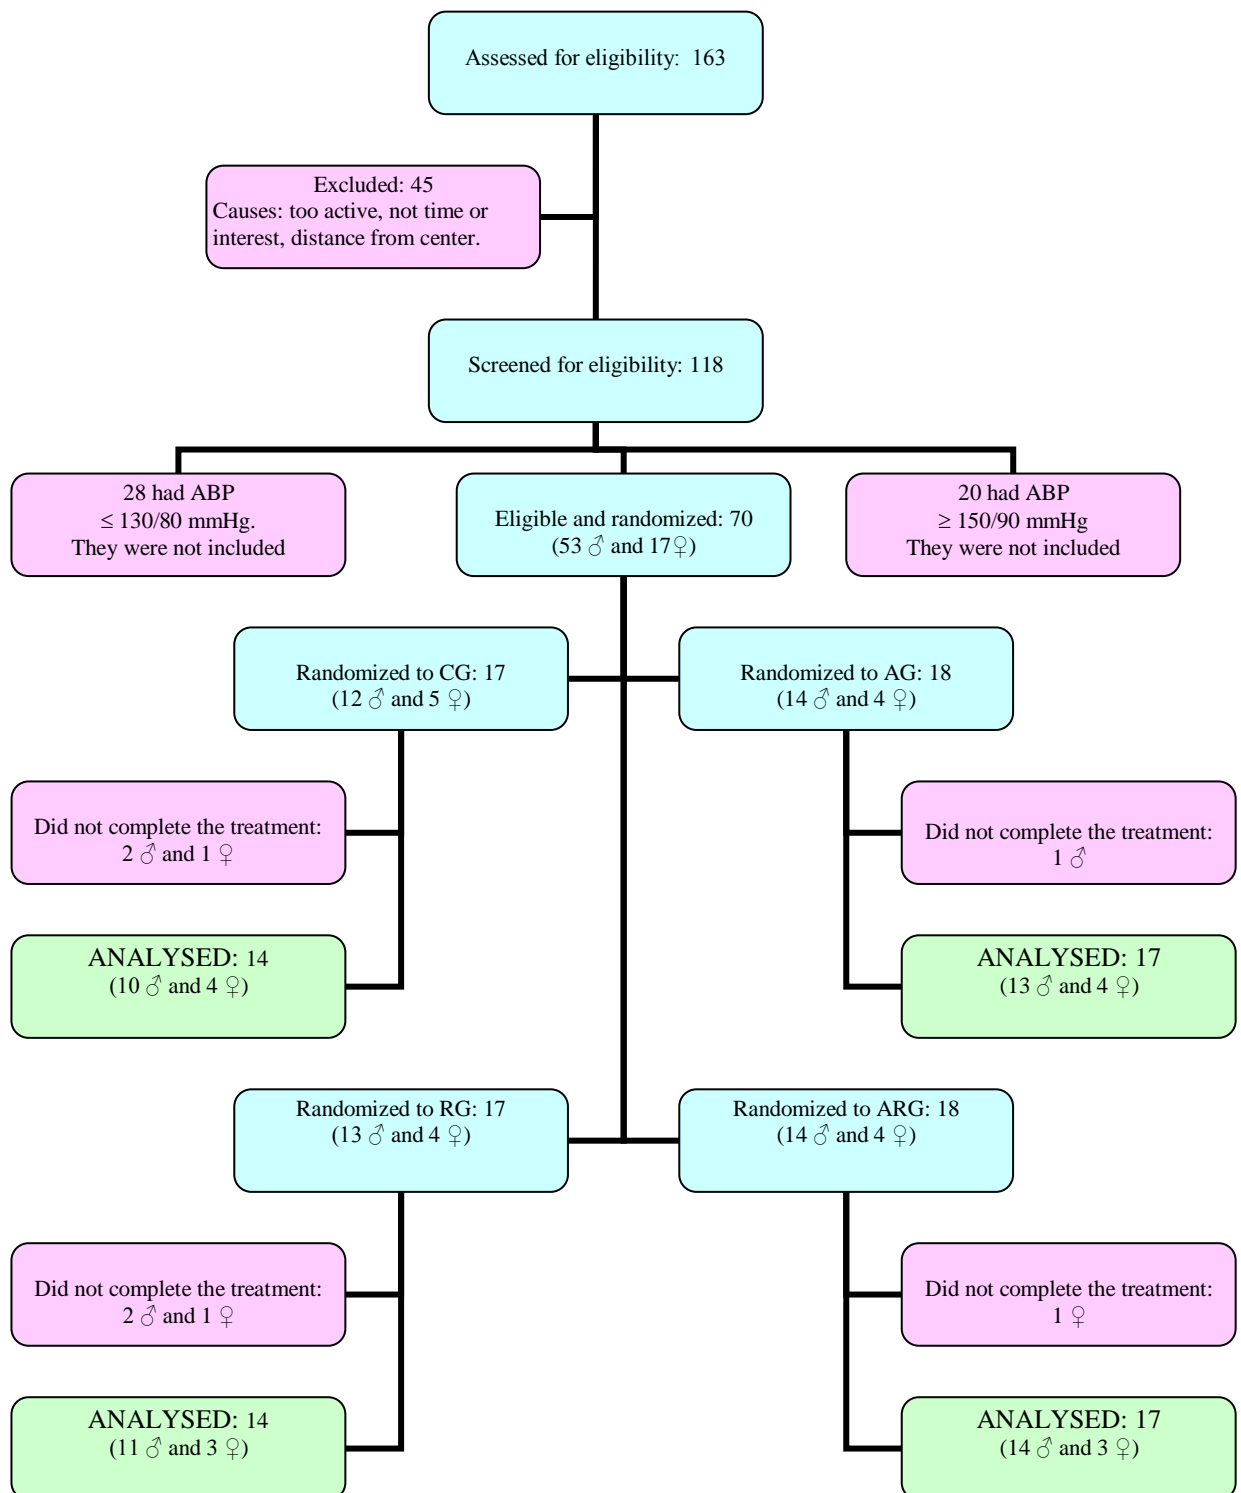 Assessed for eligibility: 163
Excluded: 45
Causes: too active, not time or
interest, distance from center.
Screened for eligibility: 118
28 had ABP
≤ 130/80 mmHg.
They were not included
Eligible and randomized: 70
(53 ♂ and 17♀)
20 had ABP
≥ 150/90 mmHg
They were not included
Randomized to CG: 17
(12 ♂ and 5 ♀)
Randomized to AG: 18
(14 ♂ and 4 ♀)
Did not complete the treatment:
2 ♂ and 1 ♀
Did not complete the treatment:
1 ♂
ANALYSED: 14
(10 ♂ and 4 ♀)
ANALYSED: 17
(13 ♂ and 4 ♀)
Randomized to RG: 17
(13 ♂ and 4 ♀)
Randomized to ARG: 18
(14 ♂ and 4 ♀)
Did not complete the treatment:
2 ♂ and 1 ♀
Did not complete the treatment:
1 ♀
ANALYSED: 14
(11 ♂ and 3 ♀)
ANALYSED: 17
(14 ♂ and 3 ♀)